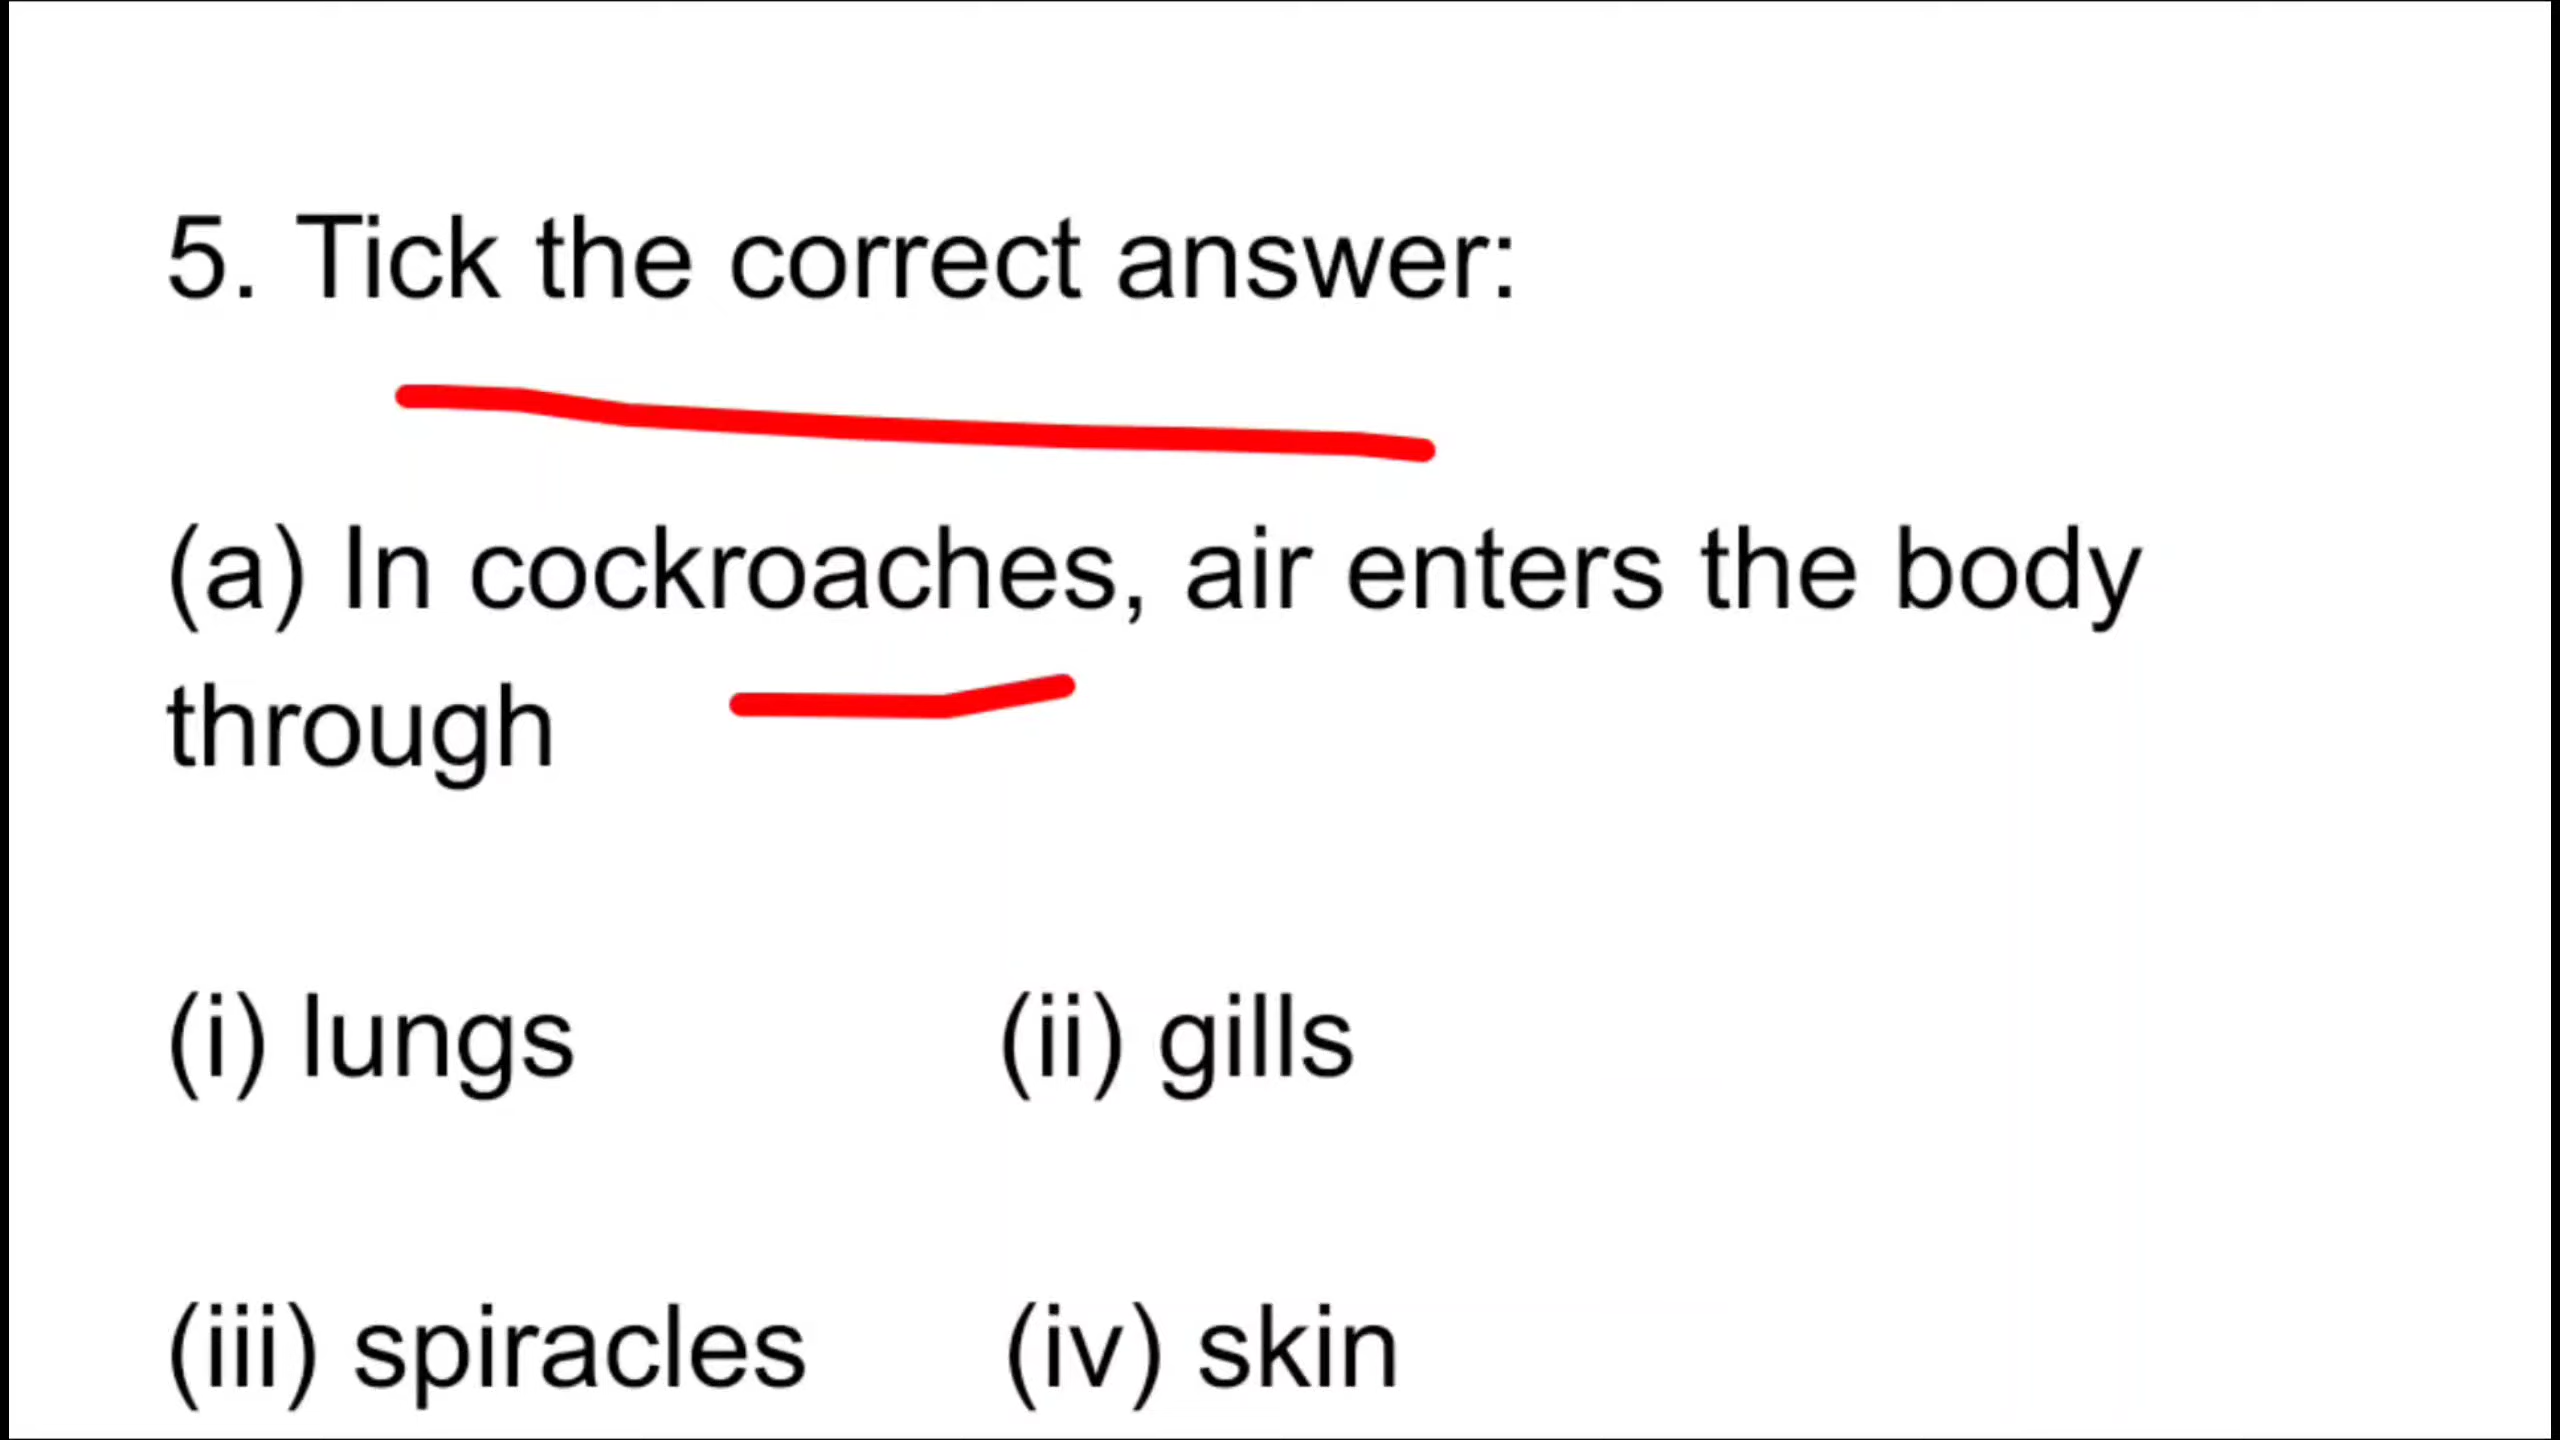 5. Tick the correct answer:
(a) In cockroaches, air enters the body
through
(i) lungs (ii) gills
(iii) spiracles (iv) skin